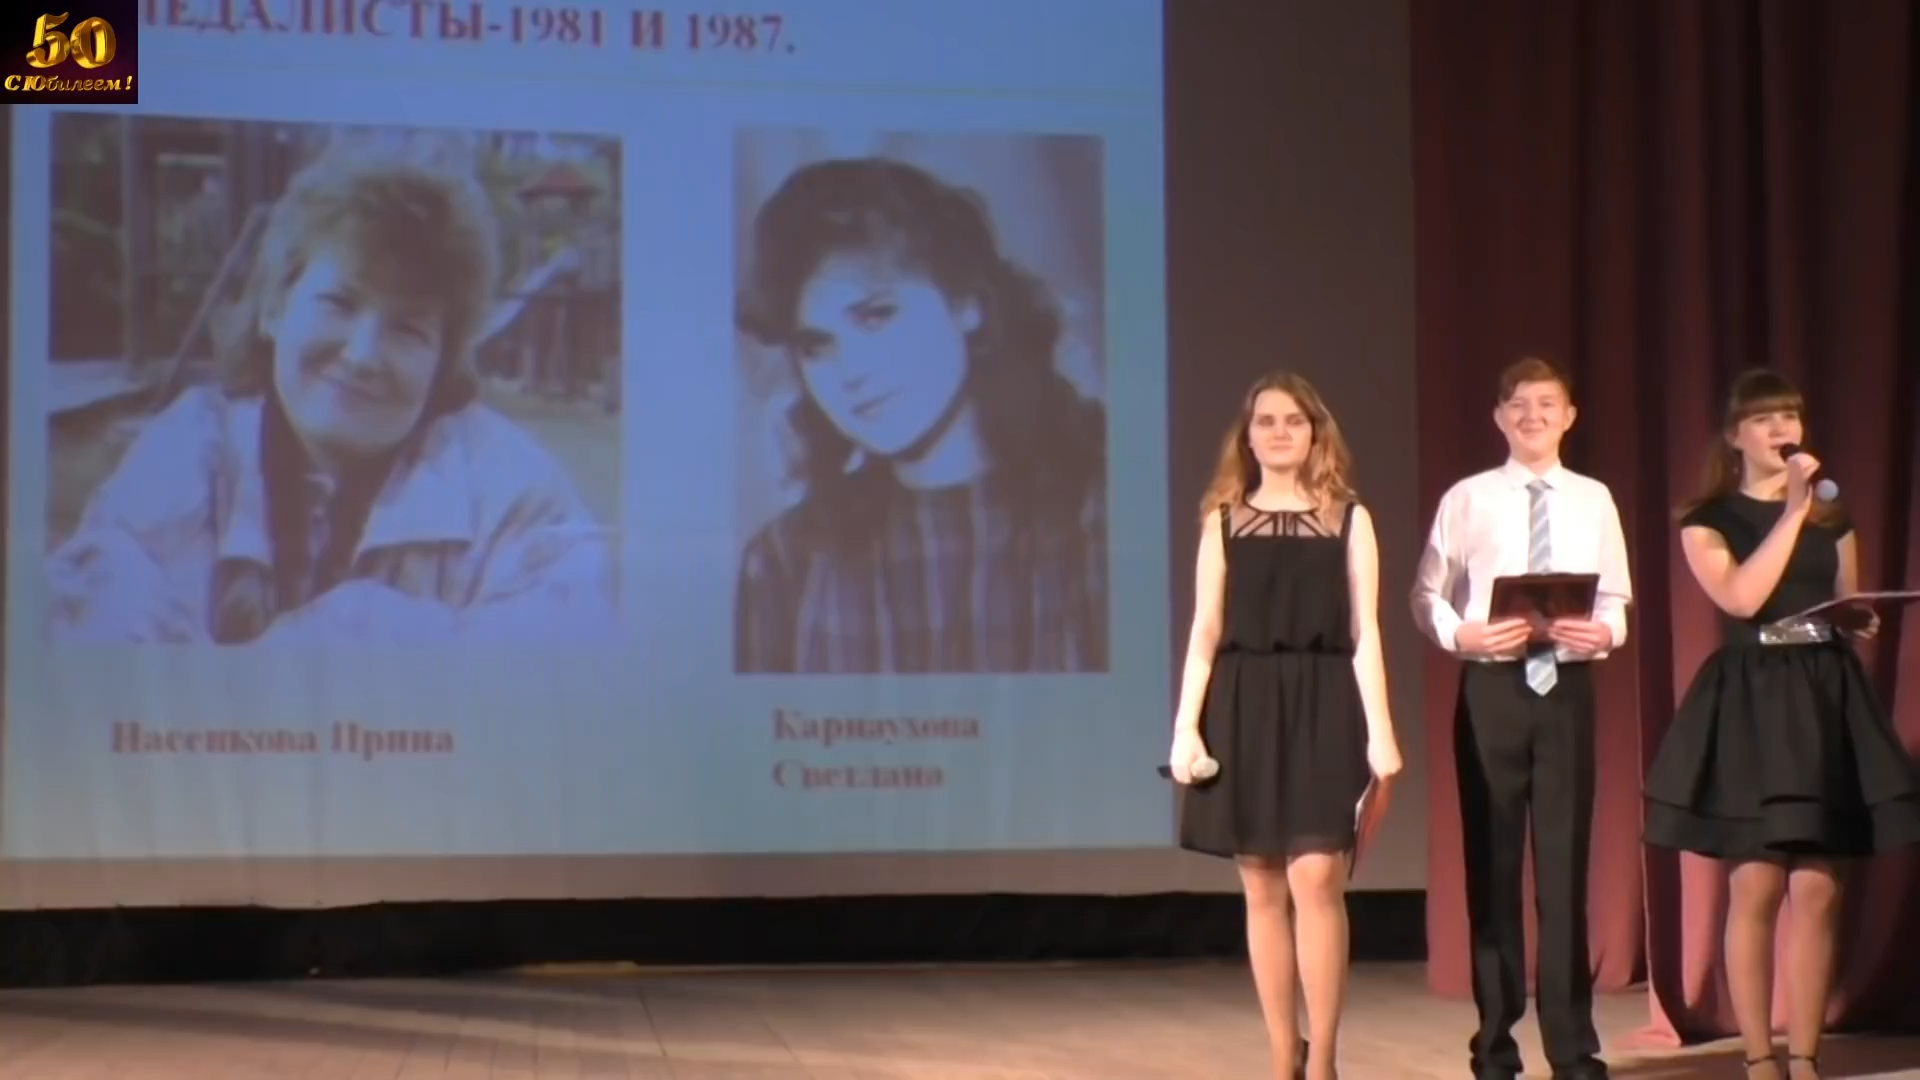 50
С Юбилеем!
МЕДАЛИСТЫ-1981 И 1987.
Насенкова Ирина
Карнаухова
Светлана